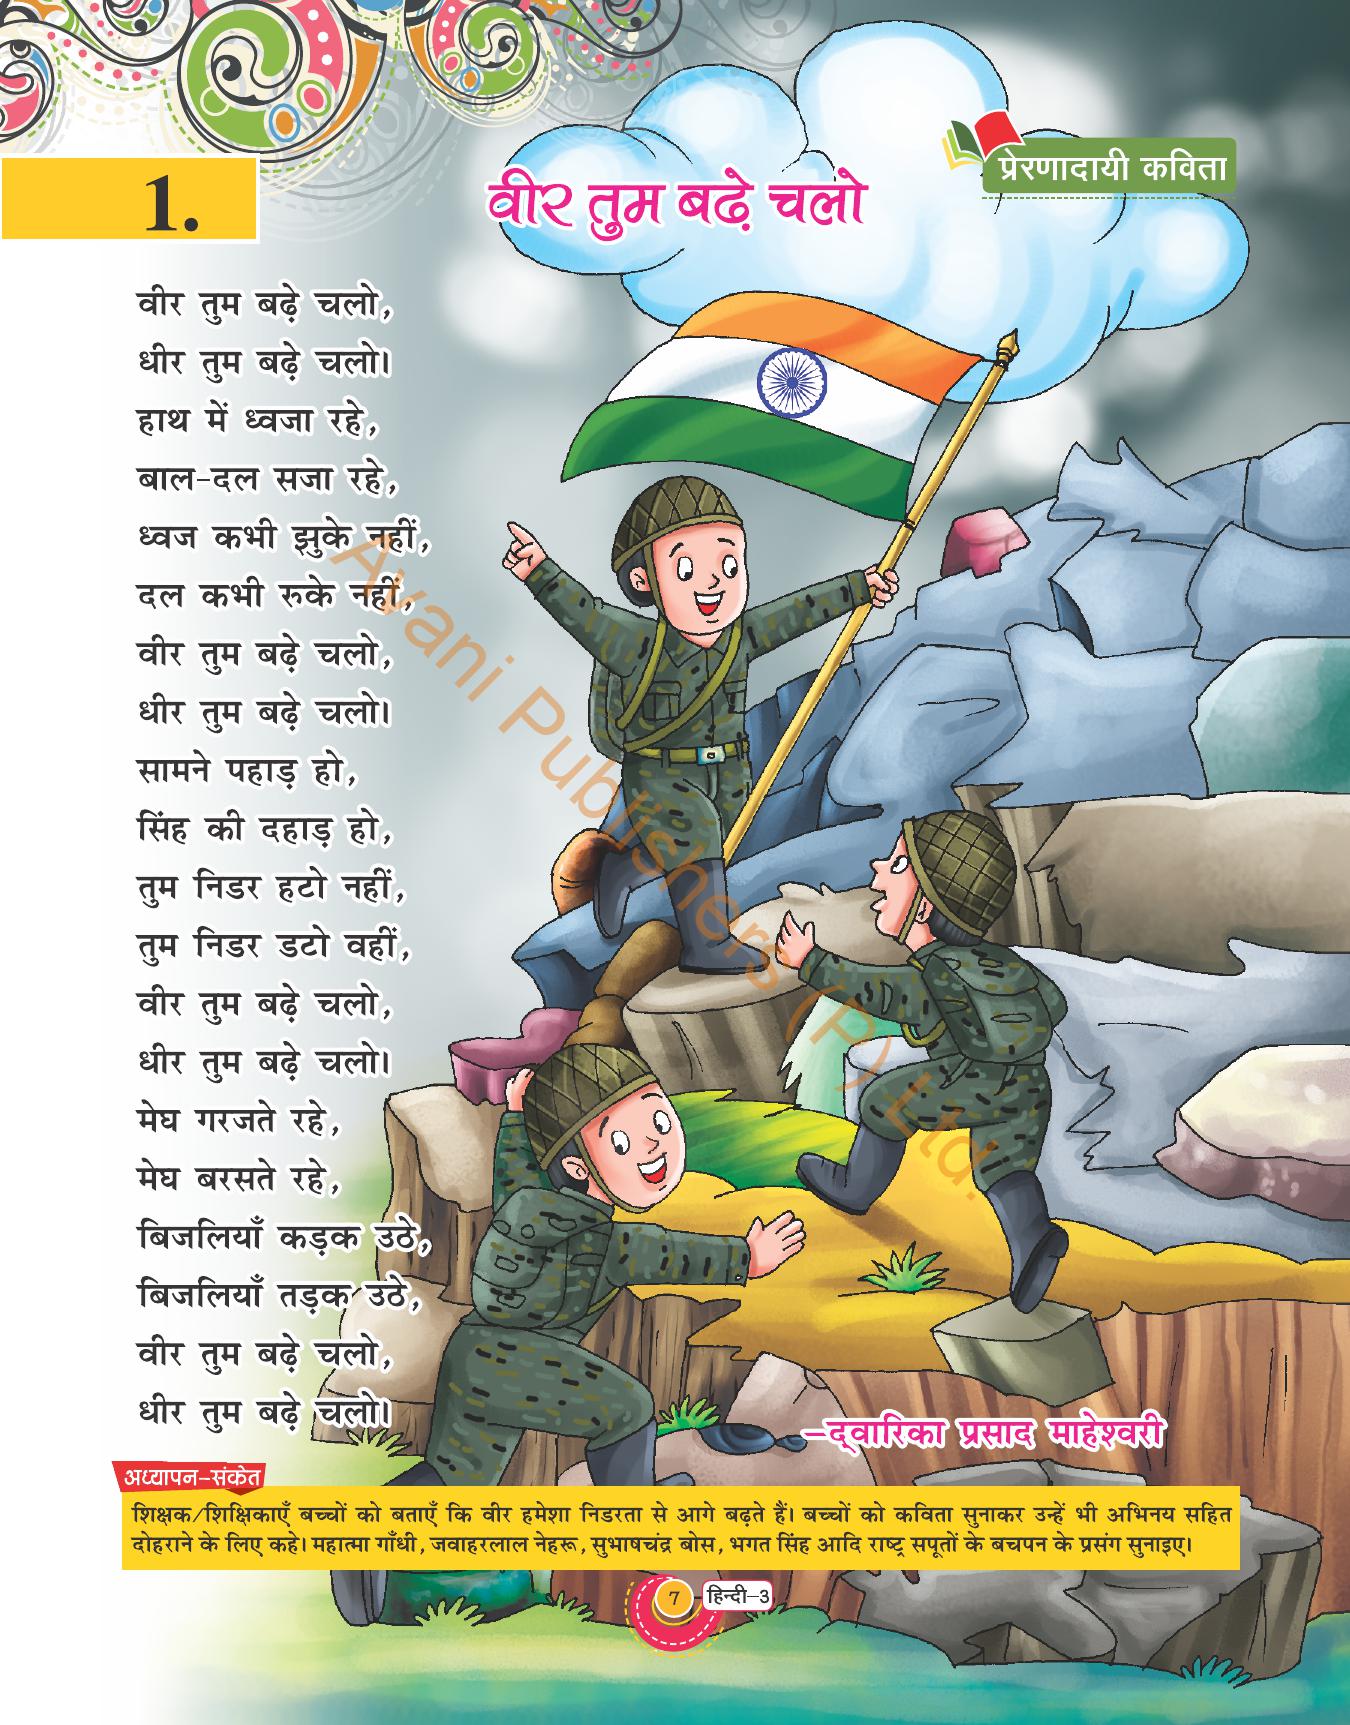 1.
वीर तुम बढ़े चलो
प्रेरणादायी कविता
वीर तुम बढ़े चलो,
धीर तुम बढ़े चलो।
हाथ में ध्वजा रहे,
बाल-दल सजा रहे,
ध्वज कभी झुके नहीं,
दल कभी रुके नहीं,
वीर तुम बढ़े चलो,
धीर तुम बढ़े चलो।
सामने पहाड़ हो,
सिंह की दहाड़ हो,
तुम निडर हटो नहीं,
तुम निडर डटो वहीं,
वीर तुम बढ़े चलो,
धीर तुम बढ़े चलो।
मेघ गरजते रहे,
मेघ बरसते रहे,
बिजलियाँ कड़क उठे,
बिजलियाँ तड़क उठे,
वीर तुम बढ़े चलो,
धीर तुम बढ़े चलो।
–द्वारिका प्रसाद माहेश्वरी
अध्यापन-संकेत
शिक्षक/शिक्षिकाएँ बच्चों को बताएँ कि वीर हमेशा निडरता से आगे बढ़ते हैं। बच्चों को कविता सुनाकर उन्हें भी अभिनय सहित
दोहराने के लिए कहे। महात्मा गाँधी, जवाहरलाल नेहरू, सुभाषचंद्र बोस, भगत सिंह आदि राष्ट्र सपूतों के बचपन के प्रसंग सुनाइए।
7 हिन्दी-3
Avani Publishers (P) Ltd.